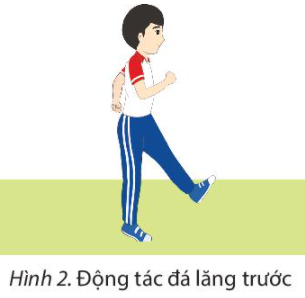 Hình 2. Động tác đá lăng trước